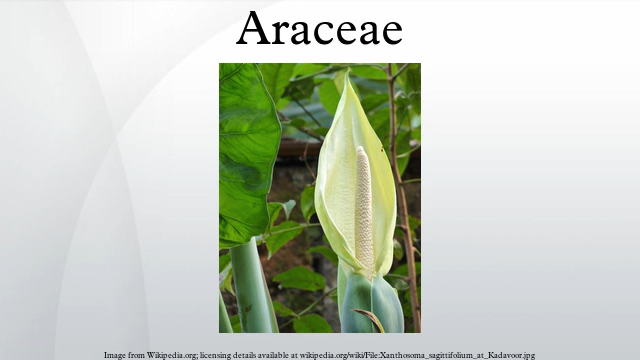 Araceae
Image from Wikipedia.org; licensing details available at wikipedia.org/wiki/File:Xanthosoma_sagittifolium_at_Kadavoor.jpg